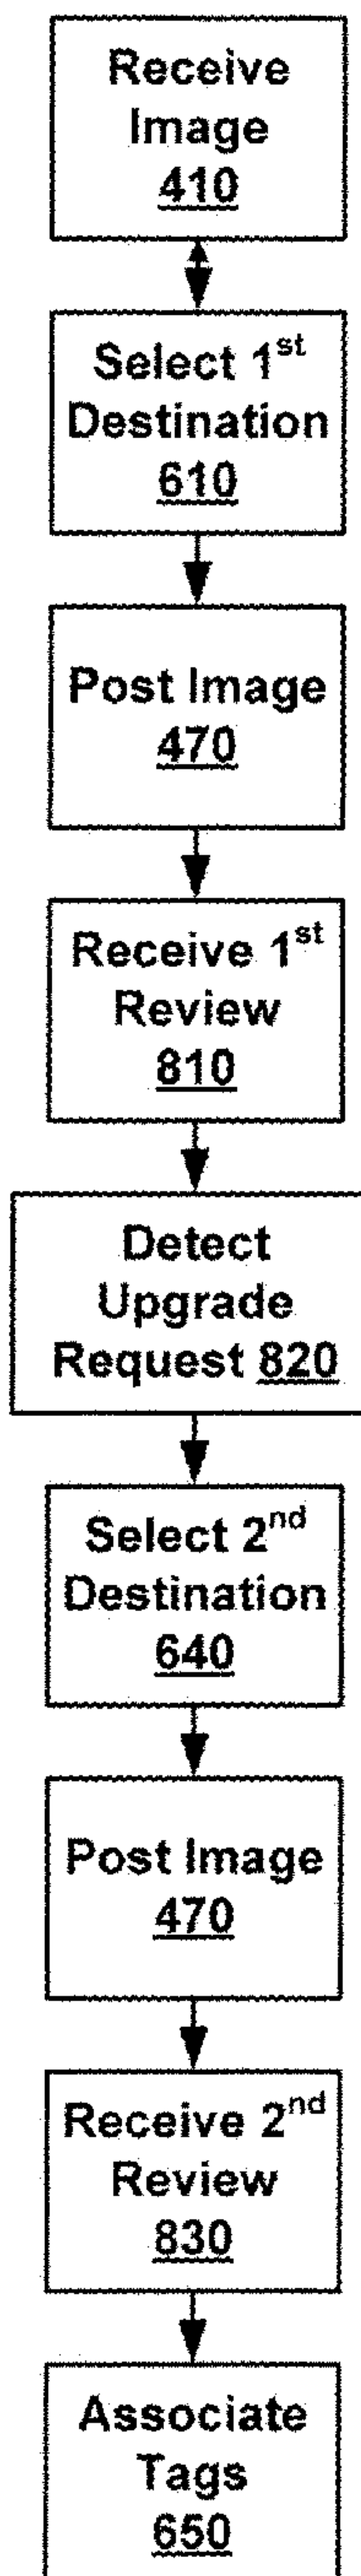 Receive
Image
410
Select 1st
Destination
610
Post Image
470
Receive 1st
Review
810
Detect
Upgrade
Request 820
Select 2nd
Destination
640
Post Image
470
Receive 2nd
Review
830
Associate
Tags
650